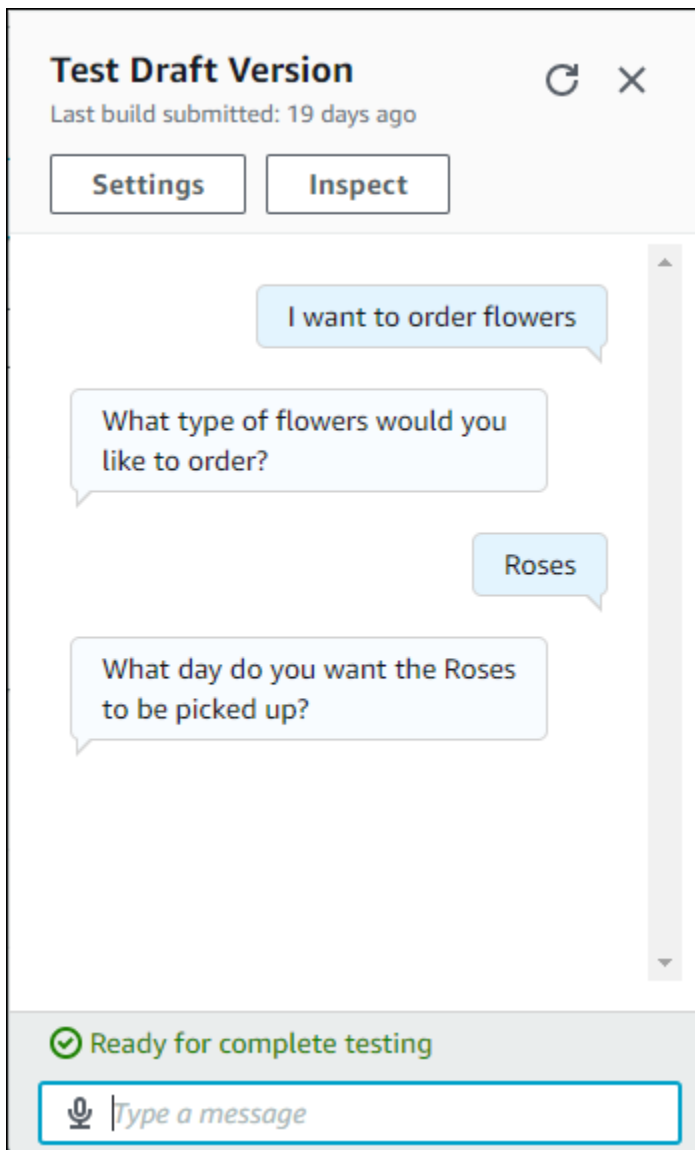 Test Draft Version
Last build submitted: 19 days ago
Settings
Inspect
I want to order flowers
What type of flowers would you
like to order?
Roses
What day do you want the Roses
to be picked up?
Ready for complete testing
Type a message